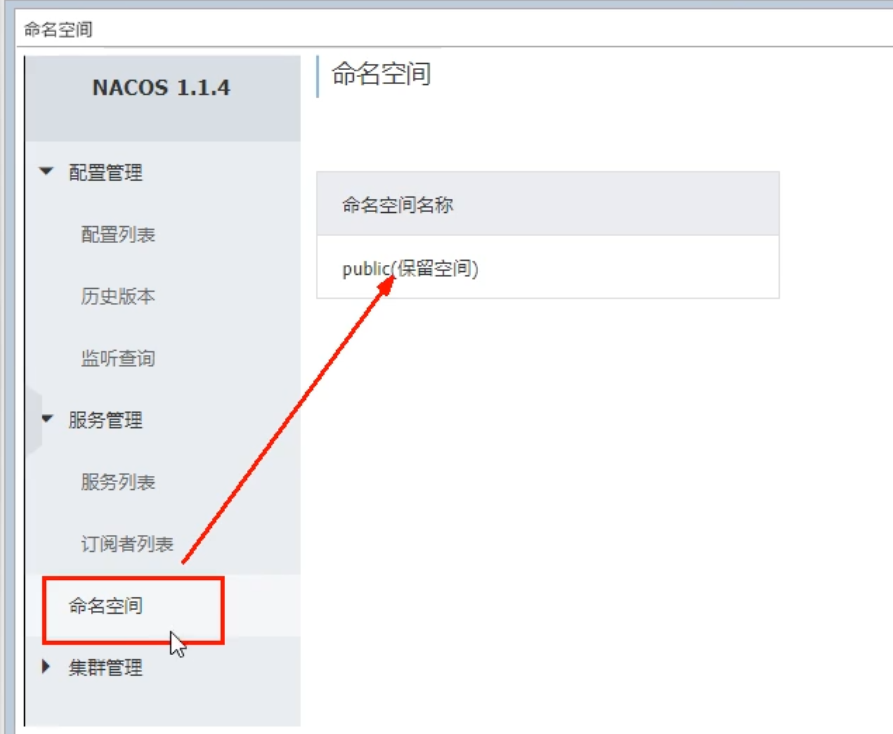 命名空间
NACOS 1.1.4
配置管理
配置列表
历史版本
监听查询
服务管理
服务列表
订阅者列表
命名空间
集群管理
命名空间
命名空间名称
public(保留空间)